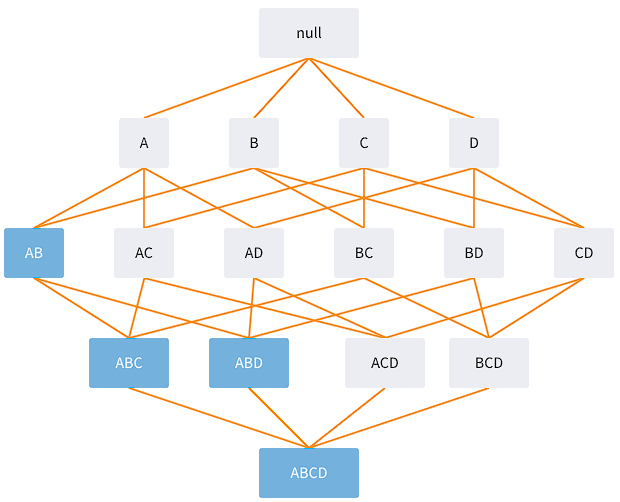 null
A B C D
AB AC AD BC BD CD
ABC ABD ACD BCD
ABCD